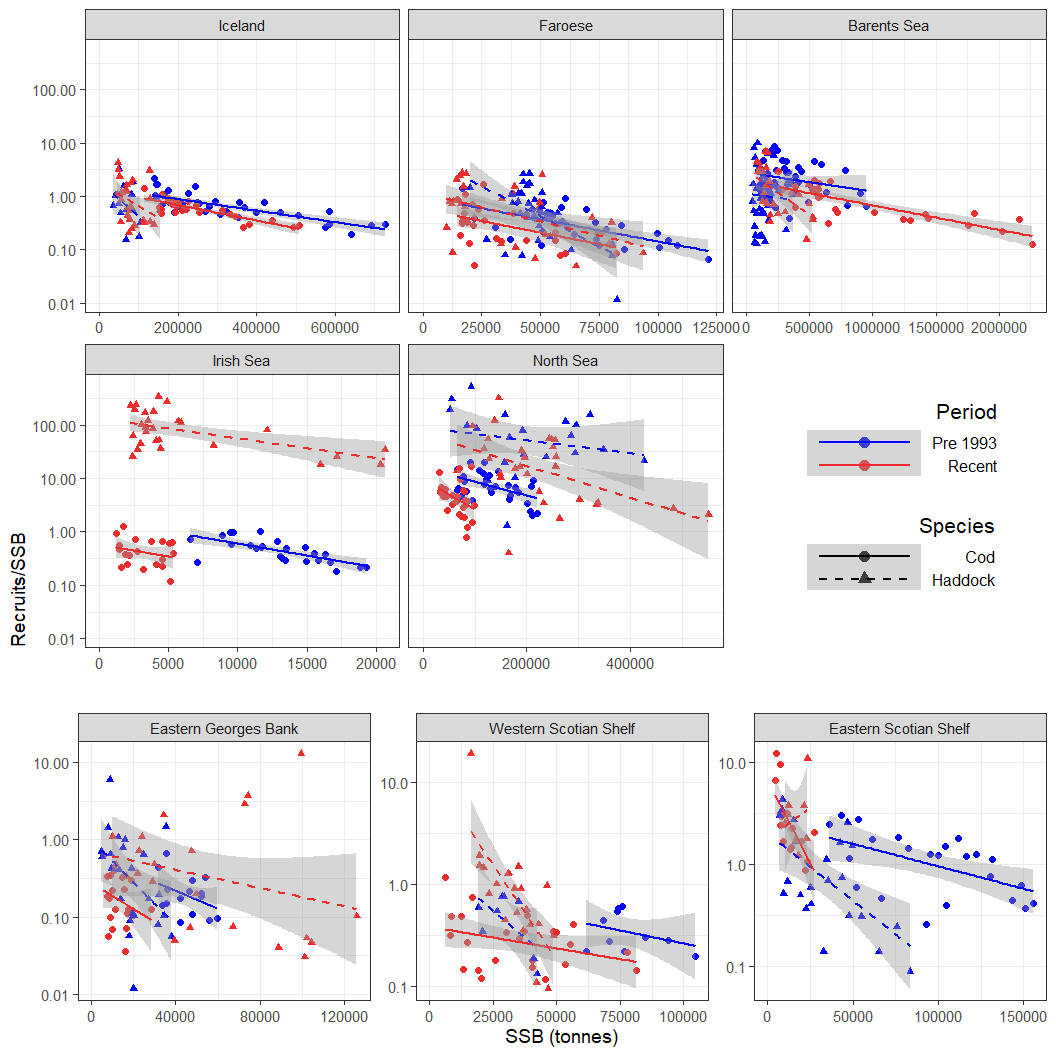 Iceland Faroese Barents Sea
100.00
10.00
1.00
0.10
0.01
0 200000 400000 600000 0 25000 50000 75000 100000 125000 0 500000 1000000 1500000 2000000
Irish Sea North Sea
100.00
10.00
1.00
0.10
0.01
0 5000 10000 15000 20000 0 200000 400000
Period
Pre 1993
Recent
Species
Cod
Haddock
Recruits/SSB
Eastern Georges Bank Western Scotian Shelf Eastern Scotian Shelf
10.00
1.00
0.10
0.01
10.0
1.0
0.1
10.0
1.0
0.1
0 40000 80000 120000 0 25000 50000 75000 100000 0 50000 100000 150000
SSB (tonnes)